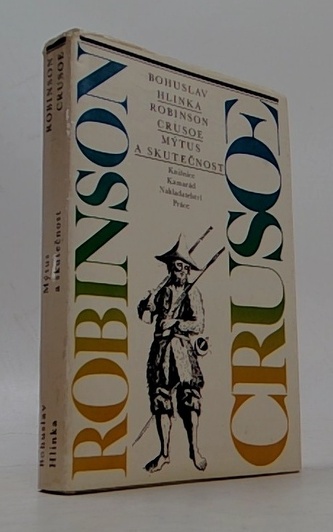 ROBINSON CRUSOE
Mýtus a skutečnost
Bohuslav Hlinka
BOHUSLAV
HLINKA
ROBINSON
CRUSOE
MÝTUS
A SKUTEČNOST
Knižnice
Kamarád
Nakladatelství
Práce
ROBINSON
CRUSOE